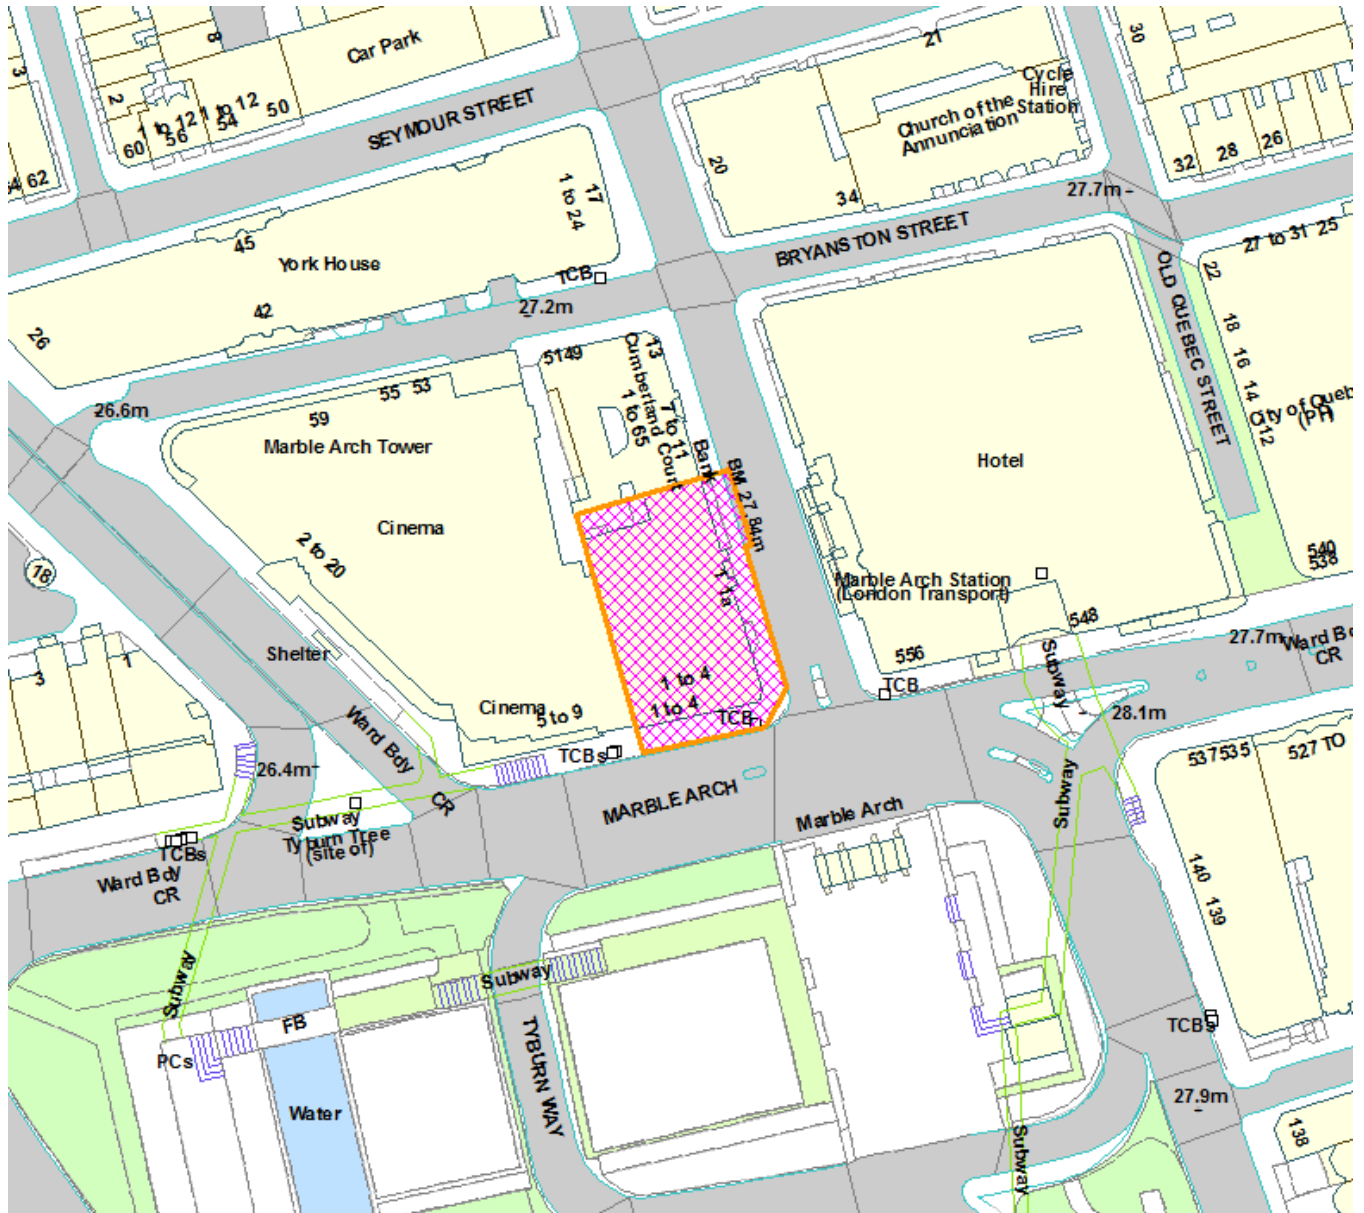 8
Car Park
21
30
3
2
1 to 12
1 to 12
50
54
56
60
62
SEYMOUR STREET
Cycle
Hire
Station
Church of the
Annunciation
20
34
32
28
26
27.7m
17
1 to 24
45
York House
42
26
TCB
27.2m
BRYANSTON STREET
27 to 31
25
22
OLD QUEBEC STREET
18
16
14
12
(PH)
26.6m
59
55
53
5149
13
Cumberland Court
1 to 65
7 to 11
Bank
BM 27.84m
Marble Arch Tower
Cinema
2 to 20
Hotel
18
1a
Marble Arch Station
(London Transport)
540
538
548
556
27.7m
CR
Subway
TCB
28.1m
3
1
Shelter
Cinema
5 to 9
1 to 4
1 to 4
TCB
TCBs
Ward Bdy
CR
26.4m
MARBLE ARCH
Marble Arch
Subway
537
535
527 TO
Subway
Tyburn Tree
(site of)
TCBs
Ward Bdy
CR
140
139
Subway
Subway
TCBs
FB
PCs
Water
TYBURN WAY
27.9m
138
Subway